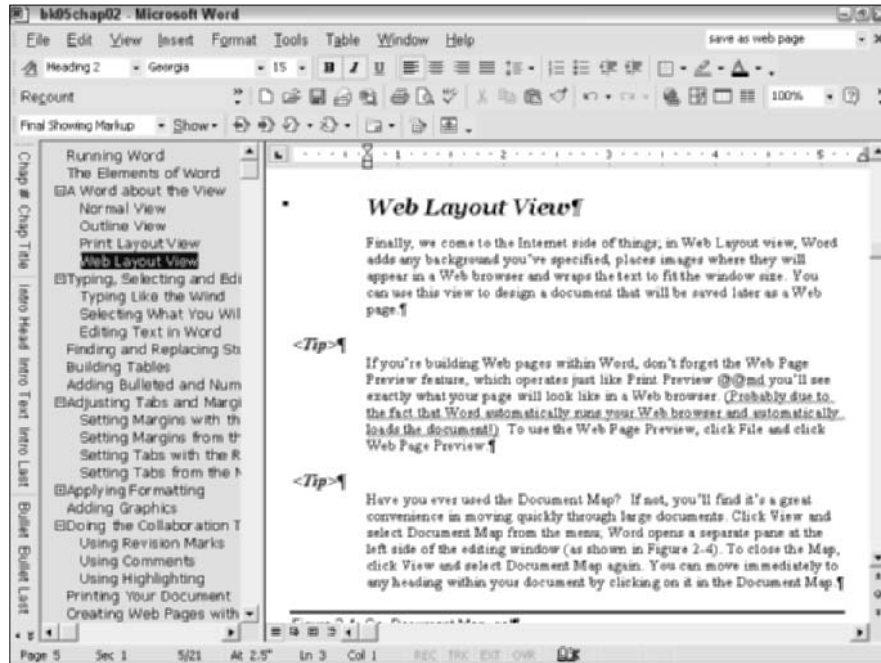 bk05chap02 - Microsoft Word
File Edit View Insert Format Tools Table Window Help save as web page
Heading 2 Georgia 15 B I U
Recount 100%
Final Showing Markup Show
Chap # Chap Title Intro Head Intro Text Intro Last Bullet Bullet Last
Running Word
The Elements of Word
A Word about the View
Normal View
Outline View
Print Layout View
Web Layout View
Typing, Selecting and Edi
Typing Like the Wind
Selecting What You Wil
Editing Text in Word
Finding and Replacing Stu
Building Tables
Adding Bulleted and Num
Adjusting Tabs and Margi
Setting Margins with th
Setting Margins from th
Setting Tabs with the R
Setting Tabs from the M
Applying Formatting
Adding Graphics
Doing the Collaboration T
Using Revision Marks
Using Comments
Using Highlighting
Printing Your Document
Creating Web Pages with
1 2 3 4 5
Web Layout View¶
Finally, we come to the Internet side of things; in Web Layout view, Word
adds any background you've specified, places images where they will
appear in a Web browser and wraps the text to fit the window size. You
can use this view to design a document that will be saved later as a Web
page.¶
<Tip>¶
If you're building Web pages within Word, don't forget the Web Page
Preview feature, which operates just like Print Preview @@md you'll see
exactly what your page will look like in a Web browser. (Probably due to
the fact that Word automatically runs your Web browser and automatically
loads the document!) To use the Web Page Preview, click File and click
Web Page Preview.¶
<Tip>¶
Have you ever used the Document Map? If not, you'll find it's a great
convenience in moving quickly through large documents. Click View and
select Document Map from the menu; Word opens a separate pane at the
left side of the editing window (as shown in Figure 2-4). To close the Map,
click View and select Document Map again. You can move immediately to
any heading within your document by clicking on it in the Document Map.¶
Page 5 Sec 1 5/21 At 2.5" Ln 3 Col 1 REC TRK EXT OVR